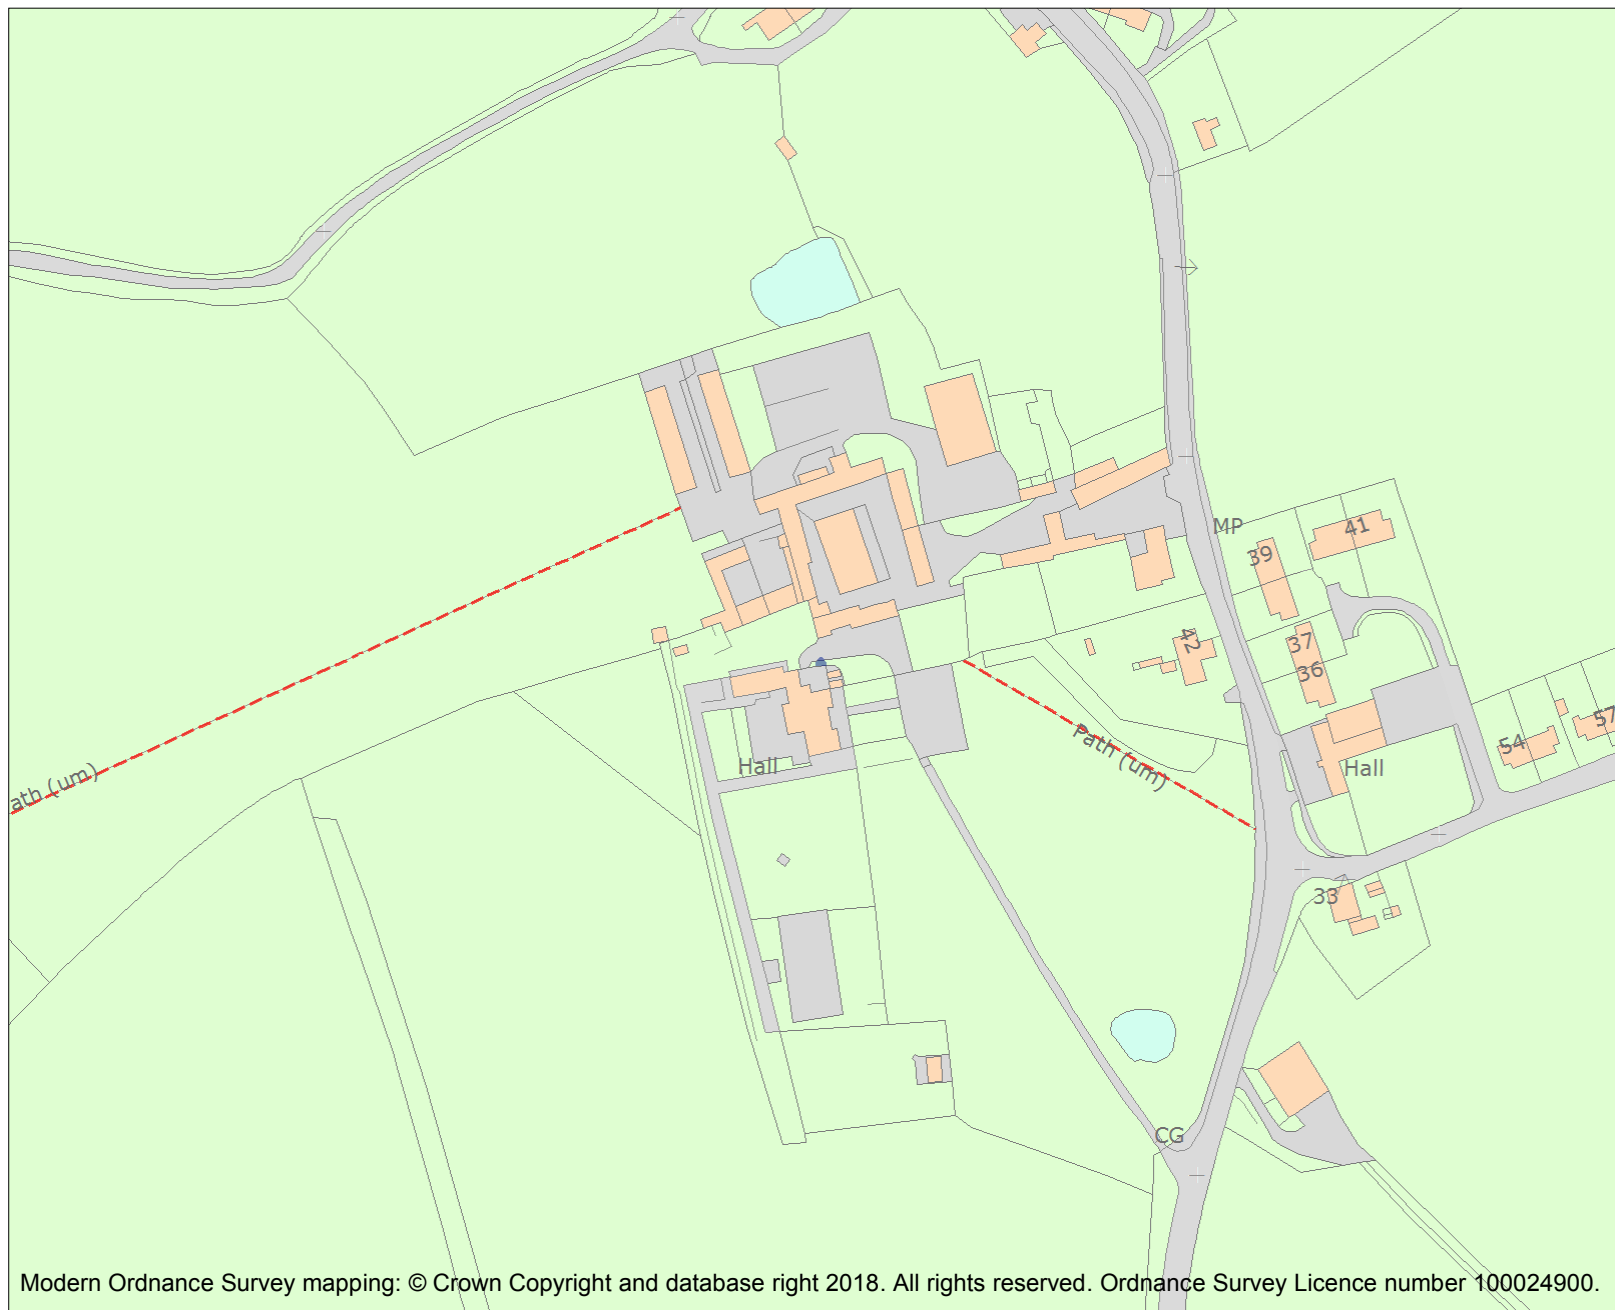 MP
41
39
42
37
36
57
54
Path (um)
ath (um)
Hall
Hall
33
CG
Modern Ordnance Survey mapping: © Crown Copyright and database right 2018. All rights reserved. Ordnance Survey Licence number 100024900.